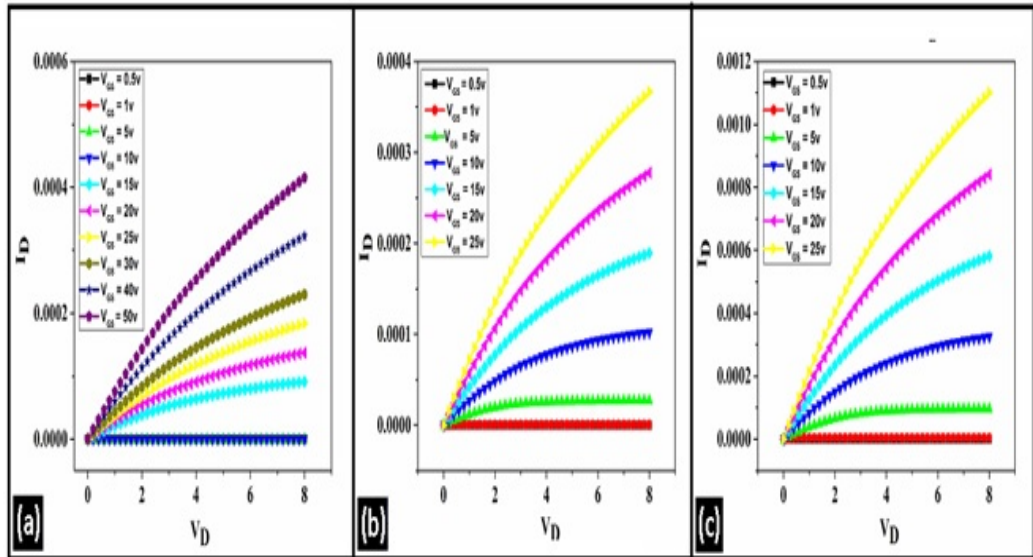 0.0006
0.0004
0.0002
0.0000
I_D
V_GS = 0.5v
V_GS = 1v
V_GS = 5v
V_GS = 10v
V_GS = 15v
V_GS = 20v
V_GS = 25v
V_GS = 30v
V_GS = 40v
V_GS = 50v
0 2 4 6 8
V_D
(a)
0.0004
0.0003
0.0002
0.0001
0.0000
I_D
V_GS = 0.5v
V_GS = 1v
V_GS = 5v
V_GS = 10v
V_GS = 15v
V_GS = 20v
V_GS = 25v
0 2 4 6 8
V_D
(b)
0.0012
0.0010
0.0008
0.0006
0.0004
0.0002
0.0000
I_D
V_GS = 0.5v
V_GS = 1v
V_GS = 5v
V_GS = 10v
V_GS = 15v
V_GS = 20v
V_GS = 25v
0 2 4 6 8
V_D
(c)